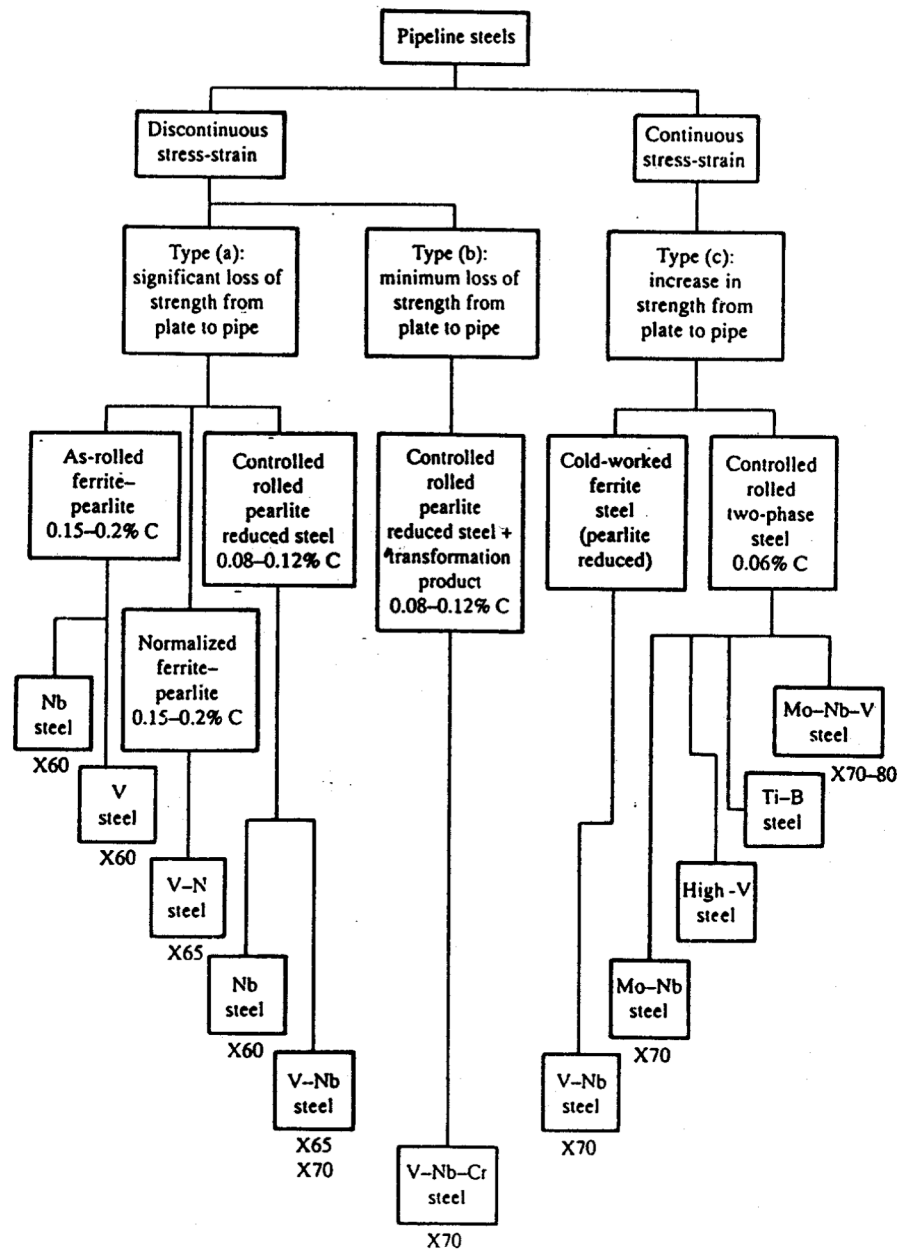 Pipeline steels
Discontinuous
stress-strain
Continuous
stress-strain
Type (a):
significant loss of
strength from
plate to pipe
Type (b):
minimum loss of
strength from
plate to pipe
Type (c):
increase in
strength from
plate to pipe
As-rolled
ferrite–
pearlite
0.15–0.2% C
Controlled
rolled
pearlite
reduced steel
0.08–0.12% C
Controlled
rolled
pearlite
reduced steel +
transformation
product
0.08–0.12% C
Cold-worked
ferrite
steel
(pearlite
reduced)
Controlled
rolled
two-phase
steel
0.06% C
Normalized
ferrite–
pearlite
0.15–0.2% C
Nb
steel
X60
V
steel
X60
V–N
steel
X65
Nb
steel
X60
V–Nb
steel
X65
X70
V–Nb–Cr
steel
X70
V–Nb
steel
X70
Mo–Nb
steel
X70
High-V
steel
Ti–B
steel
Mo–Nb–V
steel
X70–80